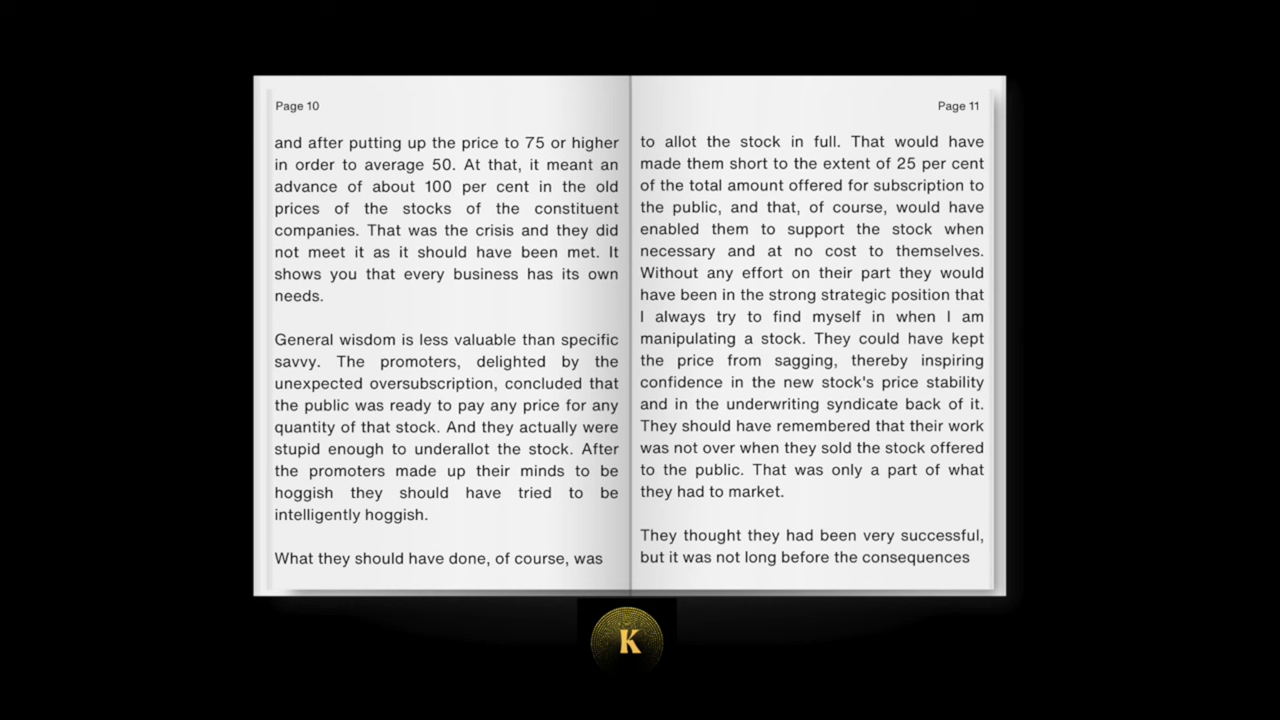 Page 10
and after putting up the price to 75 or higher
in order to average 50. At that, it meant an
advance of about 100 per cent in the old
prices of the stocks of the constituent
companies. That was the crisis and they did
not meet it as it should have been met. It
shows you that every business has its own
needs.
General wisdom is less valuable than specific
savvy. The promoters, delighted by the
unexpected oversubscription, concluded that
the public was ready to pay any price for any
quantity of that stock. And they actually were
stupid enough to underallot the stock. After
the promoters made up their minds to be
hoggish they should have tried to be
intelligently hoggish.
What they should have done, of course, was
Page 11
to allot the stock in full. That would have
made them short to the extent of 25 per cent
of the total amount offered for subscription to
the public, and that, of course, would have
enabled them to support the stock when
necessary and at no cost to themselves.
Without any effort on their part they would
have been in the strong strategic position that
I always try to find myself in when I am
manipulating a stock. They could have kept
the price from sagging, thereby inspiring
confidence in the new stock's price stability
and in the underwriting syndicate back of it.
They should have remembered that their work
was not over when they sold the stock offered
to the public. That was only a part of what
they had to market.
They thought they had been very successful,
but it was not long before the consequences
K